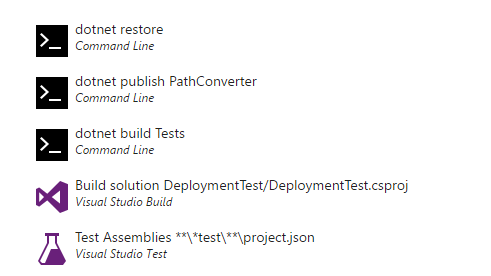 dotnet restore
Command Line
dotnet publish PathConverter
Command Line
dotnet build Tests
Command Line
Build solution DeploymentTest/DeploymentTest.csproj
Visual Studio Build
Test Assemblies **\*test\**\project.json
Visual Studio Test